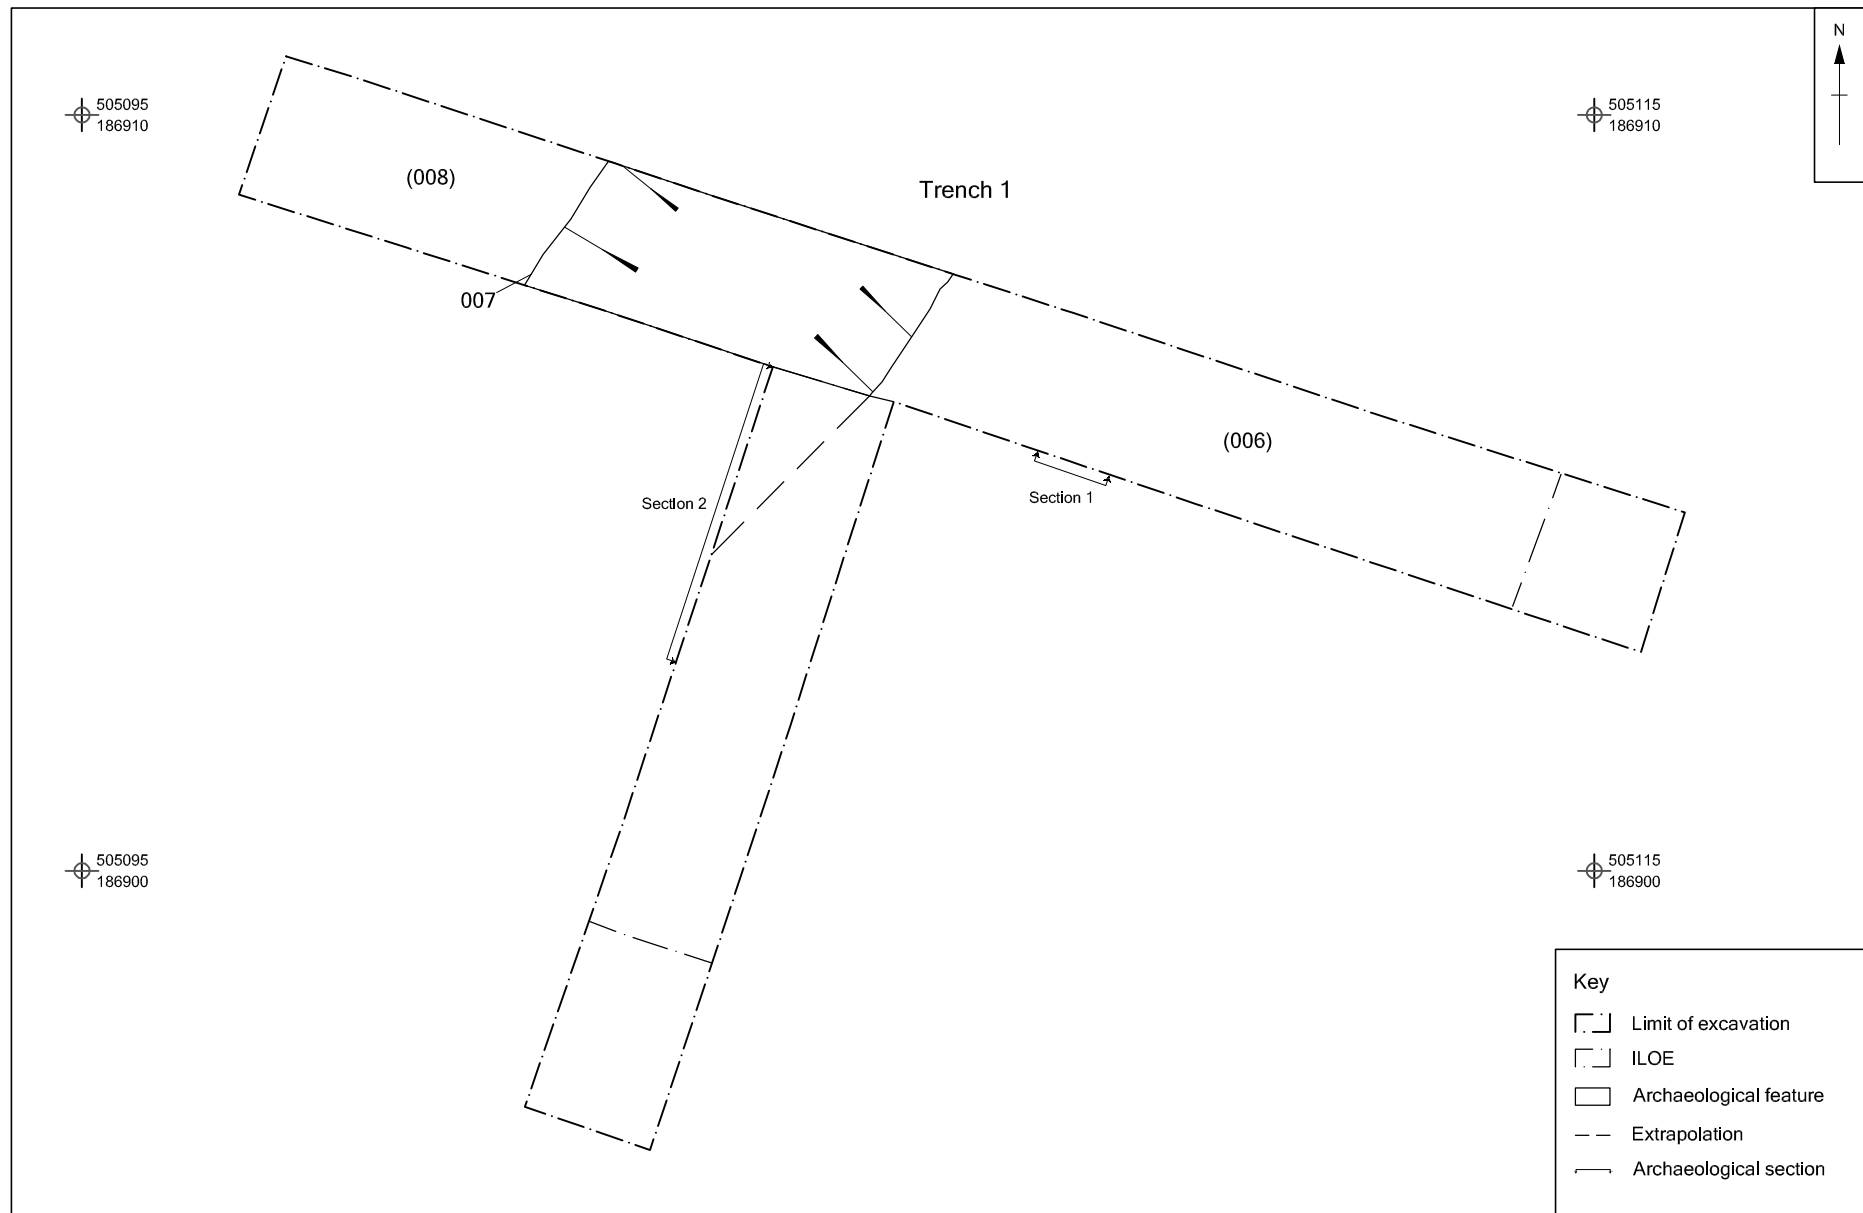 N
505095
186910
505115
186910
(008)
Trench 1
007
(006)
Section 2
Section 1
505095
186900
505115
186900
Key
Limit of excavation
ILOE
Archaeological feature
Extrapolation
Archaeological section